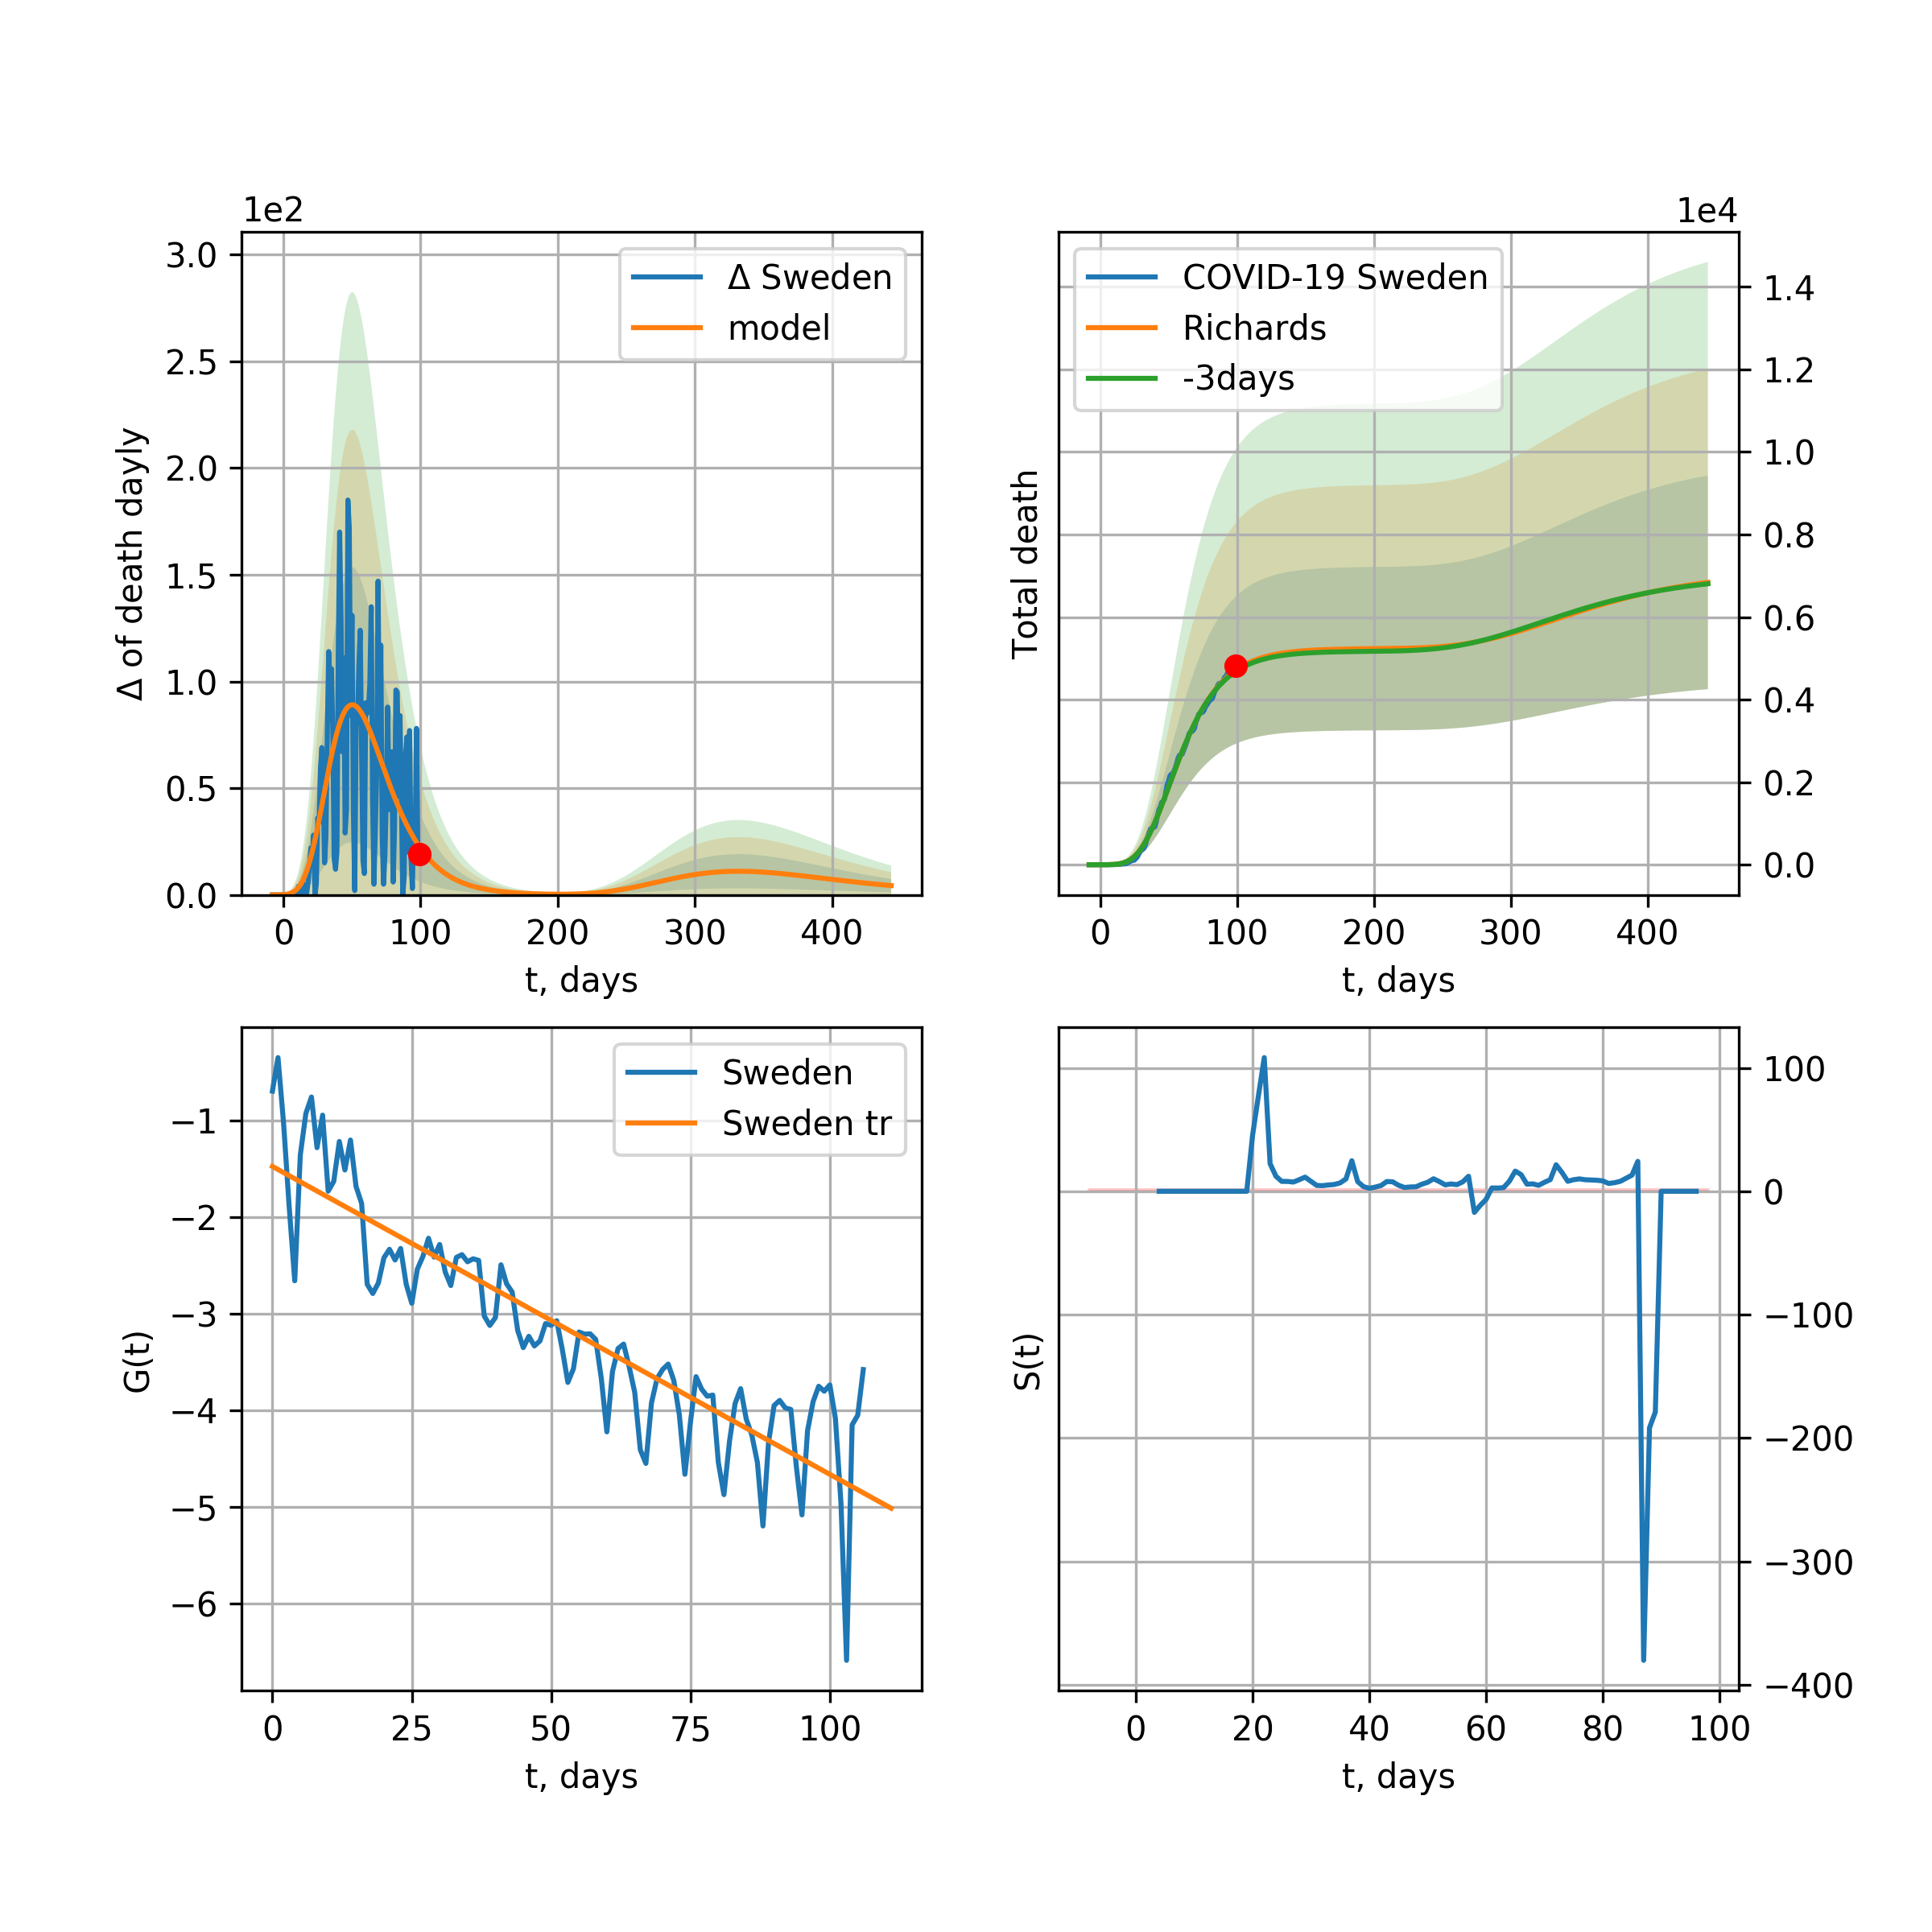 1e2
3.0
2.5
2.0
1.5
1.0
0.5
0.0
Δ of death dayly
Δ Sweden
model
0 100 200 300 400
t, days
1e4
Total death
COVID-19 Sweden
Richards
-3days
1.4
1.2
1.0
0.8
0.6
0.4
0.2
0.0
0 100 200 300 400
t, days
G(t)
−1
−2
−3
−4
−5
−6
Sweden
Sweden tr
0 25 50 75 100
t, days
S(t)
100
0
−100
−200
−300
−400
0 20 40 60 80 100
t, days